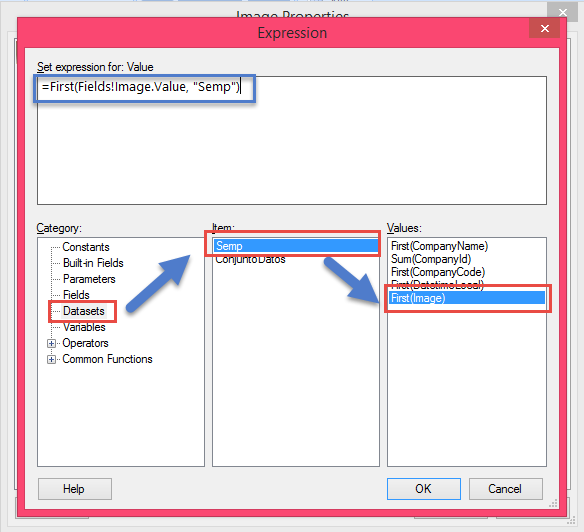 Image Properties
Expression
Set expression for: Value
=First(Fields!Image.Value, "Semp")
Category:
Item:
Values:
Constants
Built-in Fields
Parameters
Fields
Datasets
Variables
Operators
Common Functions
Semp
ConjuntoDatos
First(CompanyName)
Sum(CompanyId)
First(CompanyCode)
First(DatetimeLocal)
First(Image)
Help
OK
Cancel